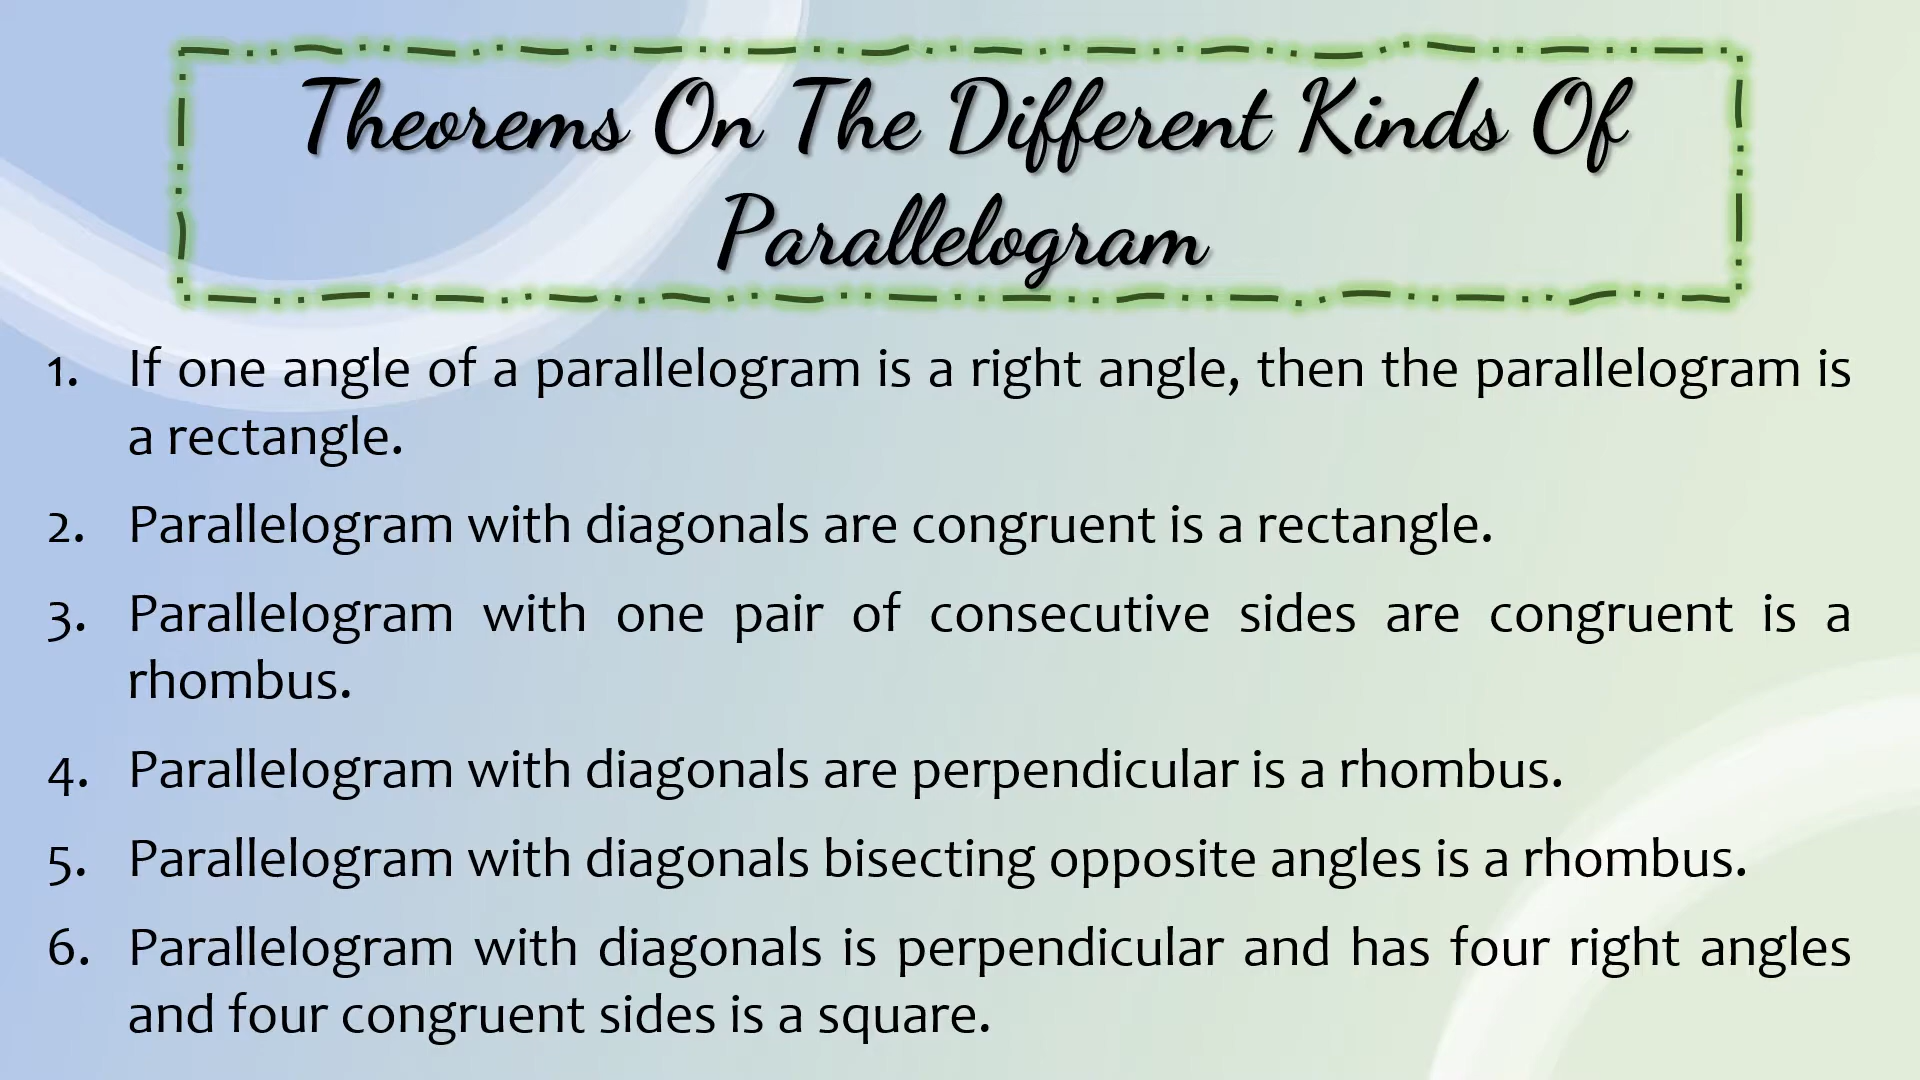 Theorems On The Different Kinds Of
Parallelogram
1. If one angle of a parallelogram is a right angle, then the parallelogram is
a rectangle.
2. Parallelogram with diagonals are congruent is a rectangle.
3. Parallelogram with one pair of consecutive sides are congruent is a
rhombus.
4. Parallelogram with diagonals are perpendicular is a rhombus.
5. Parallelogram with diagonals bisecting opposite angles is a rhombus.
6. Parallelogram with diagonals is perpendicular and has four right angles
and four congruent sides is a square.